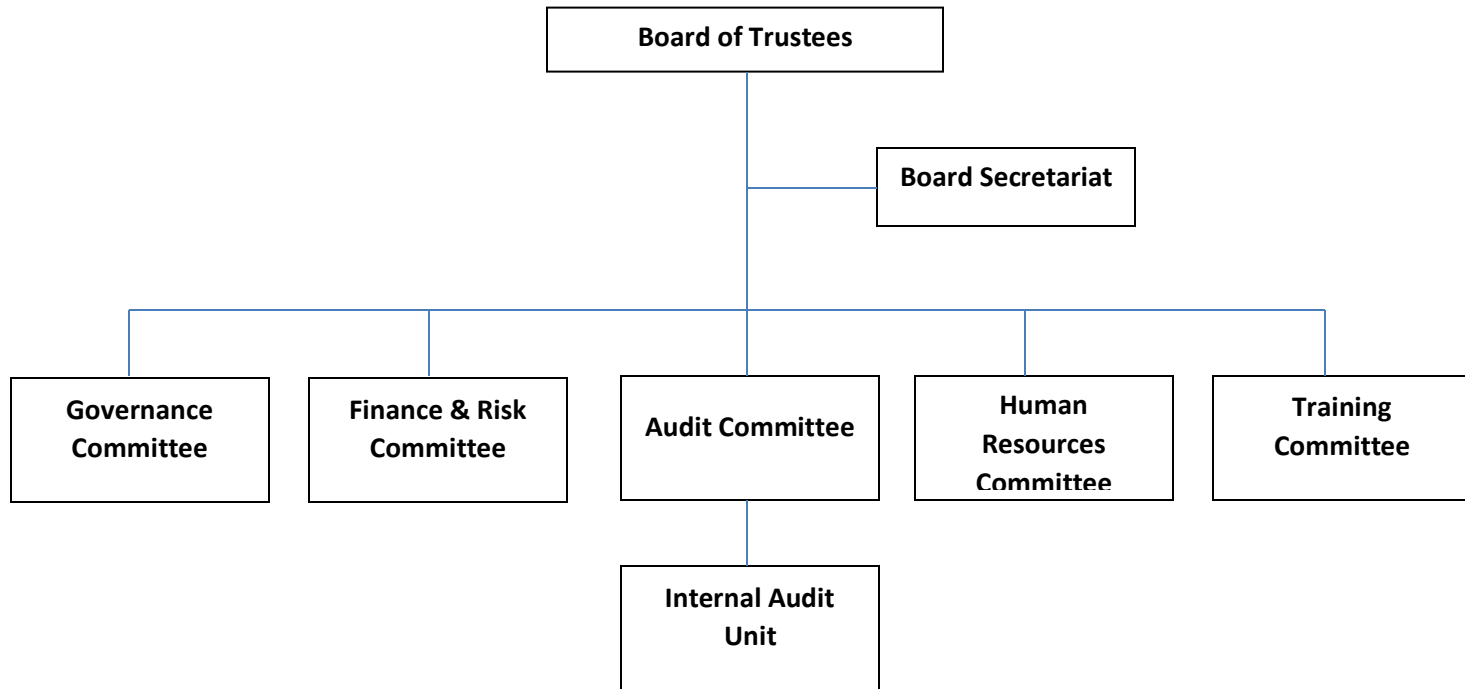 Board of Trustees
Board Secretariat
Governance
Committee
Finance & Risk
Committee
Audit Committee
Human
Resources
Committee
Training
Committee
Internal Audit
Unit